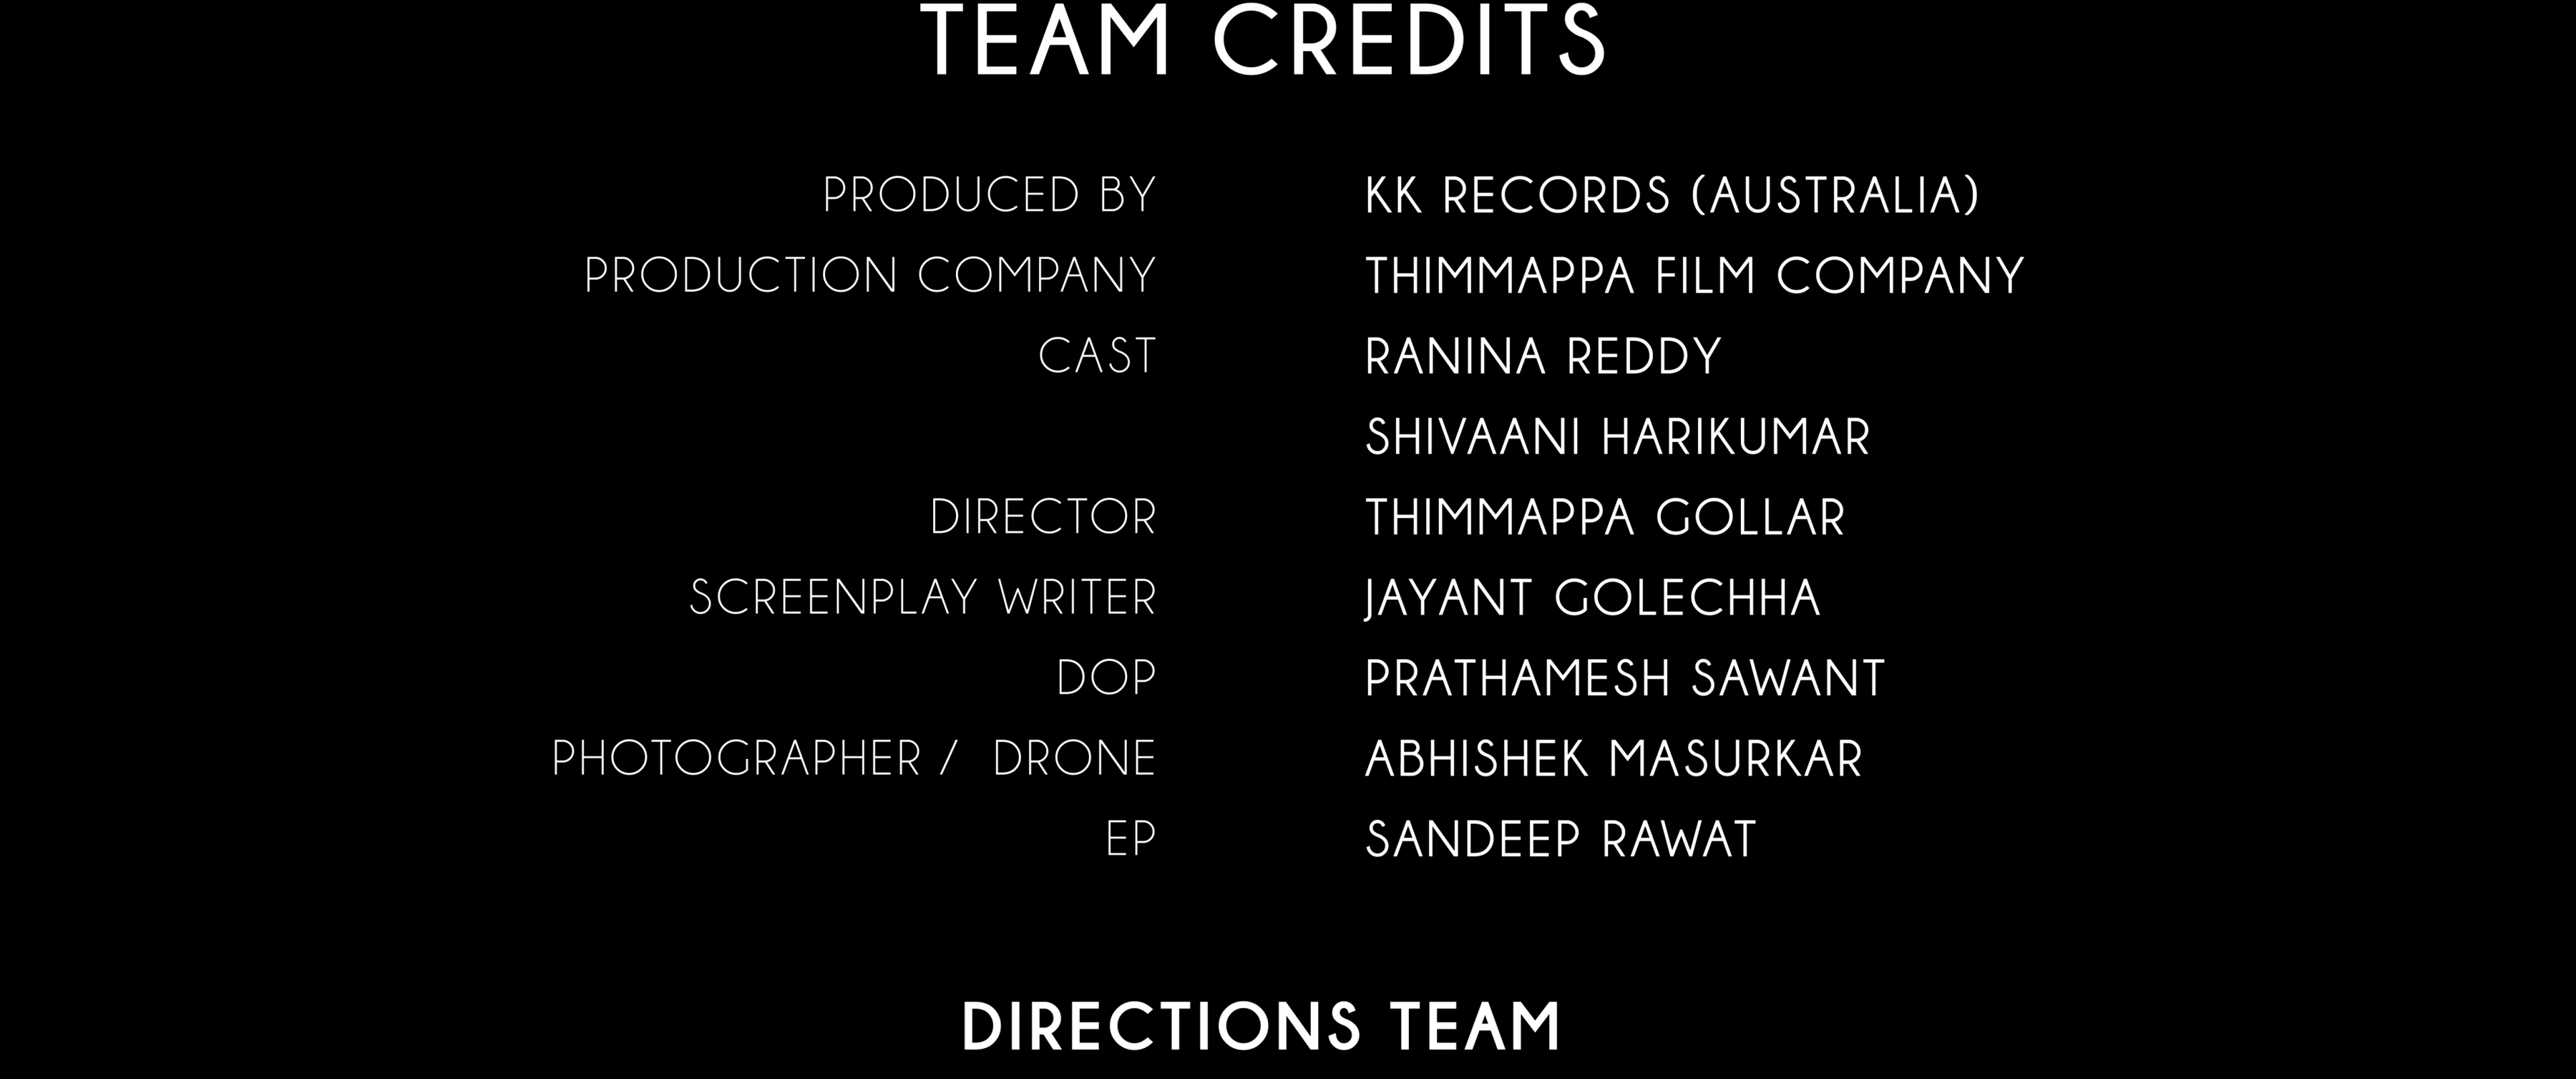 TEAM CREDITS
PRODUCED BY KK RECORDS (AUSTRALIA)
PRODUCTION COMPANY THIMMAPPA FILM COMPANY
CAST RANINA REDDY
SHIVAANI HARIKUMAR
DIRECTOR THIMMAPPA GOLLAR
SCREENPLAY WRITER JAYANT GOLECHHA
DOP PRATHAMESH SAWANT
PHOTOGRAPHER / DRONE ABHISHEK MASURKAR
EP SANDEEP RAWAT
DIRECTIONS TEAM